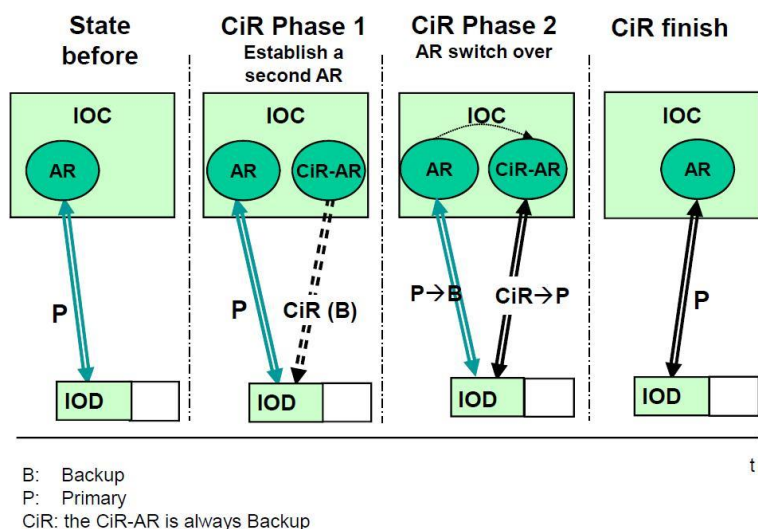 State before
CiR Phase 1
Establish a second AR
CiR Phase 2
AR switch over
CiR finish
IOC
AR
P
IOD
IOC
AR
CiR-AR
P
CiR (B)
IOD
IOC
AR
CiR-AR
P→B
CiR→P
IOD
IOC
AR
P
IOD
t
B: Backup
P: Primary
CiR: the CiR-AR is always Backup